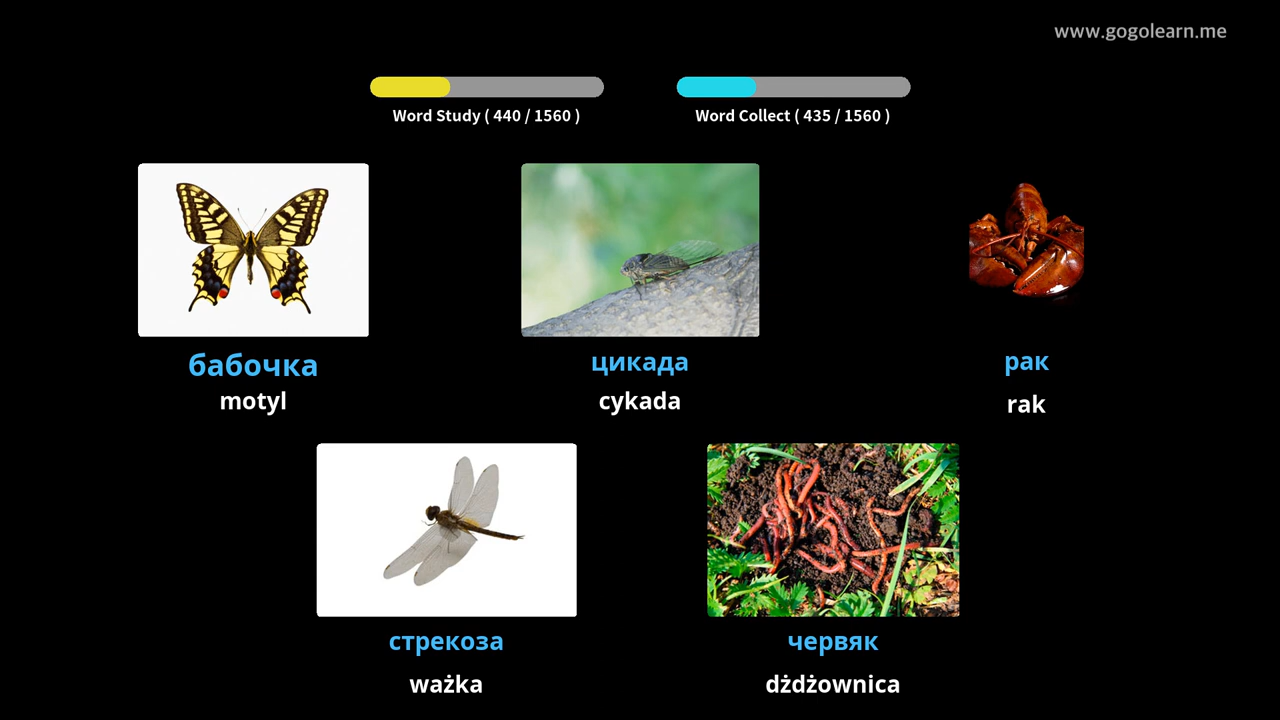 www.gogolearn.me
Word Study ( 440 / 1560 )
Word Collect ( 435 / 1560 )
бабочка
motyl
цикада
cykada
рак
rak
стрекоза
ważka
червяк
dżdżownica